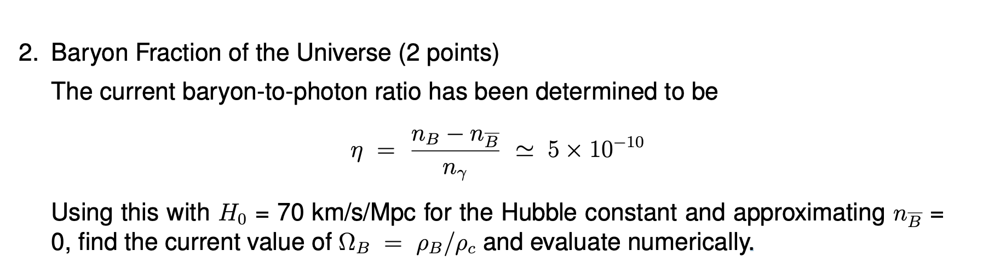 2. Baryon Fraction of the Universe (2 points)
The current baryon-to-photon ratio has been determined to be
$\eta = \frac{n_B - n_{\overline{B}}}{n_\gamma} \simeq 5 \times 10^{-10}$
Using this with $H_0$ = 70 km/s/Mpc for the Hubble constant and approximating $n_{\overline{B}}$ =
0, find the current value of $\Omega_B = \rho_B/\rho_c$ and evaluate numerically.